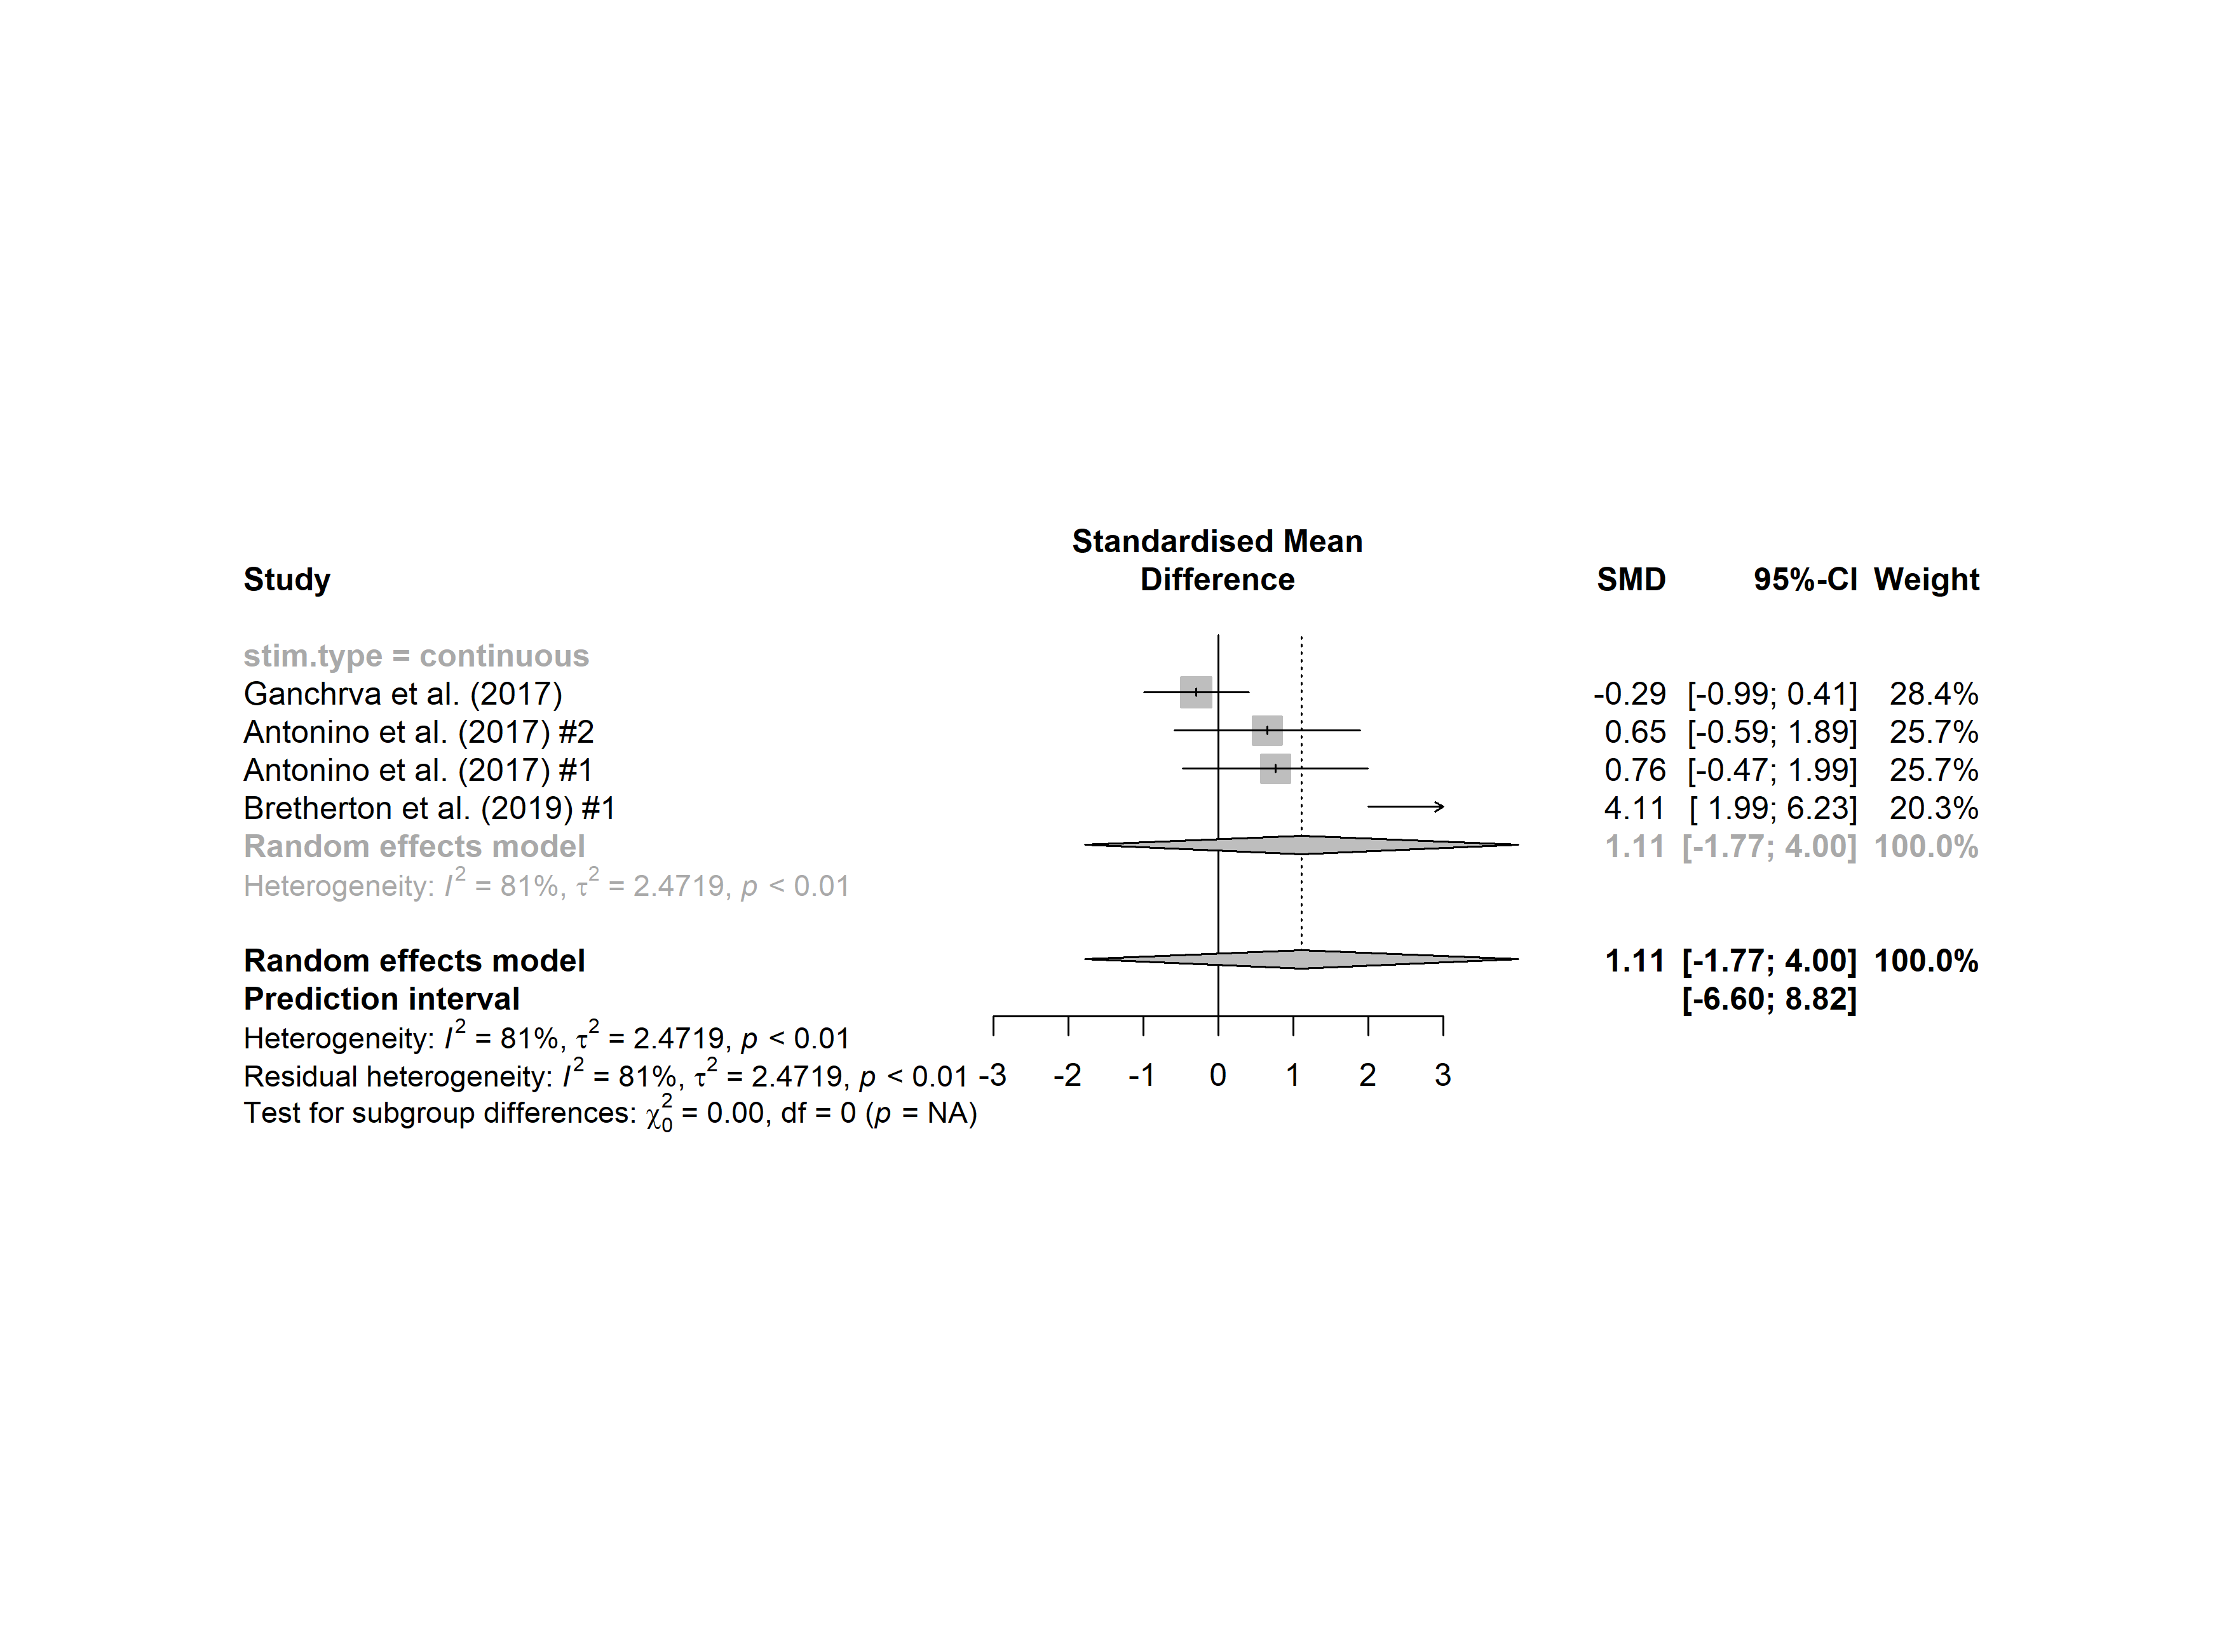 Standardised Mean
Study Difference SMD 95%-CI Weight
stim.type = continuous
Ganchrva et al. (2017) -0.29 [-0.99; 0.41] 28.4%
Antonino et al. (2017) #2 0.65 [-0.59; 1.89] 25.7%
Antonino et al. (2017) #1 0.76 [-0.47; 1.99] 25.7%
Bretherton et al. (2019) #1 4.11 [ 1.99; 6.23] 20.3%
Random effects model 1.11 [-1.77; 4.00] 100.0%
Heterogeneity: I² = 81%, τ² = 2.4719, p < 0.01
Random effects model 1.11 [-1.77; 4.00] 100.0%
Prediction interval [-6.60; 8.82]
Heterogeneity: I² = 81%, τ² = 2.4719, p < 0.01
Residual heterogeneity: I² = 81%, τ² = 2.4719, p < 0.01 -3 -2 -1 0 1 2 3
Test for subgroup differences: χ²₀ = 0.00, df = 0 (p = NA)